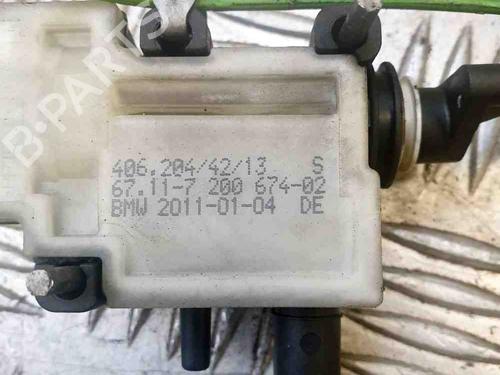 B-PARTS
406.204/42/13 S
67.11-7 200 674-02
BMW 2011-01-04 DE